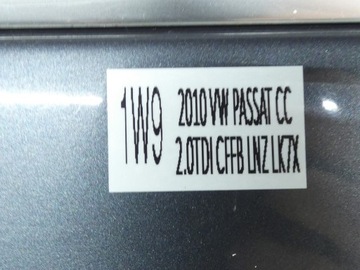 1W9
2010 VW PASSAT CC
2.0TDI CFFB LNZ LK7X